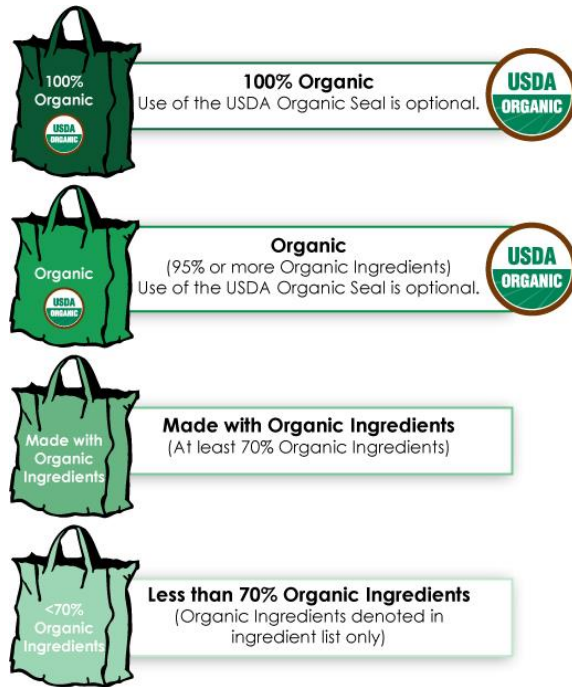 100%
Organic
USDA
ORGANIC
100% Organic
Use of the USDA Organic Seal is optional.
USDA
ORGANIC
Organic
USDA
ORGANIC
Organic
(95% or more Organic Ingredients)
Use of the USDA Organic Seal is optional.
USDA
ORGANIC
Made with
Organic
Ingredients
Made with Organic Ingredients
(At least 70% Organic Ingredients)
<70%
Organic
Ingredients
Less than 70% Organic Ingredients
(Organic Ingredients denoted in
ingredient list only)